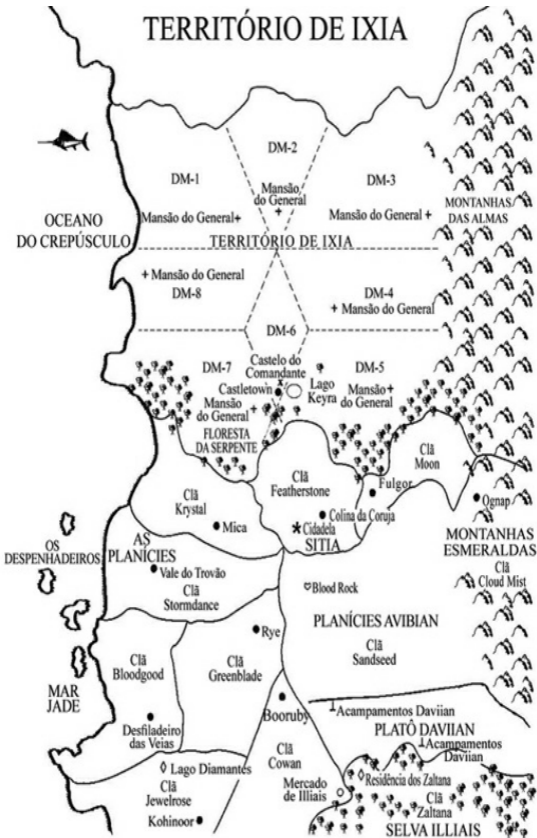 TERRITÓRIO DE IXIA
DM-2
DM-1
DM-3
Mansão
do General
MONTANHAS
DAS ALMAS
OCEANO
DO CREPÚSCULO
Mansão do General
Mansão do General
TERRITÓRIO DE IXIA
Mansão do General
DM-8
DM-4
Mansão do General
DM-6
DM-7
Castelo do
Comandante
DM-5
Castletown
Lago
Keyra
Mansão
do General
Mansão
do General
FLORESTA
DA SERPENTE
Clã
Moon
Clã
Featherstone
Fulgor
Clã
Krystal
Ognap
Colina da Coruja
Mica
Cidadela
SITIA
OS
DESPENHADEIROS
AS
PLANÍCIES
MONTANHAS
ESMERALDAS
Vale do Trovão
Clã
Cloud Mist
Clã
Stormdance
Blood Rock
PLANÍCIES AVIBIAN
Rye
Clã
Sandseed
Clã
Bloodgood
Clã
Greenblade
MAR
JADE
Booruby
Acampamentos Daviian
Desfiladeiro
das Veias
PLATÔ DAVIIAN
Acampamentos
Daviian
Clã
Cowan
Lago Diamantes
Residência dos Zaltana
Clã
Jewelrose
Mercado
de Illiais
Clã
Zaltana
Kohinoor
SELVA ILLIAIS